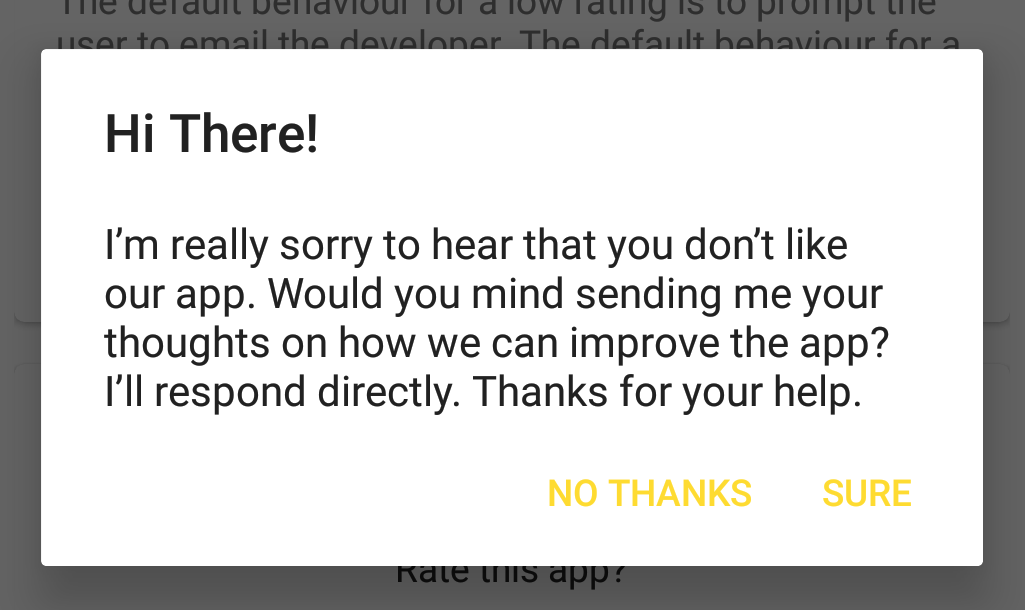 The default behaviour for a low rating is to prompt the
user to email the developer. The default behaviour for a
Hi There!
I’m really sorry to hear that you don’t like
our app. Would you mind sending me your
thoughts on how we can improve the app?
I’ll respond directly. Thanks for your help.
NO THANKS SURE
Rate this app?